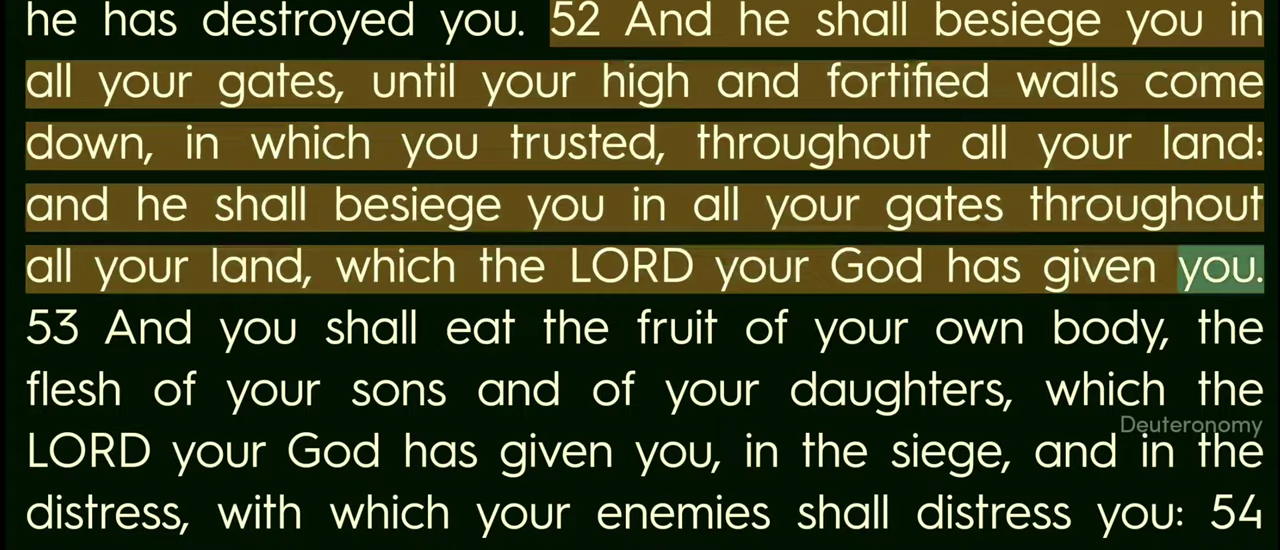 he has destroyed you. 52 And he shall besiege you in
all your gates, until your high and fortified walls come
down, in which you trusted, throughout all your land:
and he shall besiege you in all your gates throughout
all your land, which the LORD your God has given you.
53 And you shall eat the fruit of your own body, the
flesh of your sons and of your daughters, which the
Deuteronomy
LORD your God has given you, in the siege, and in the
distress, with which your enemies shall distress you: 54